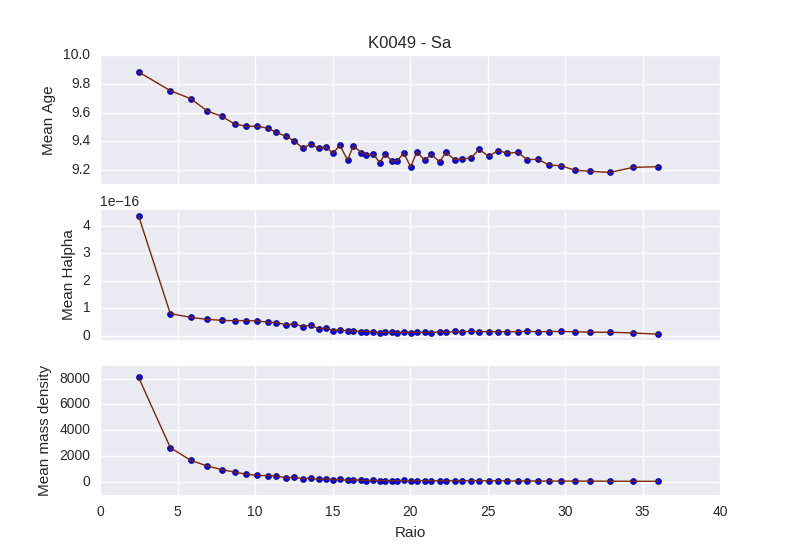 K0049 - Sa
10.0
9.8
9.6
9.4
9.2
Mean Age
1e−16
4
3
2
1
0
Mean Halpha
8000
6000
4000
2000
0
Mean mass density
0 5 10 15 20 25 30 35 40
Raio